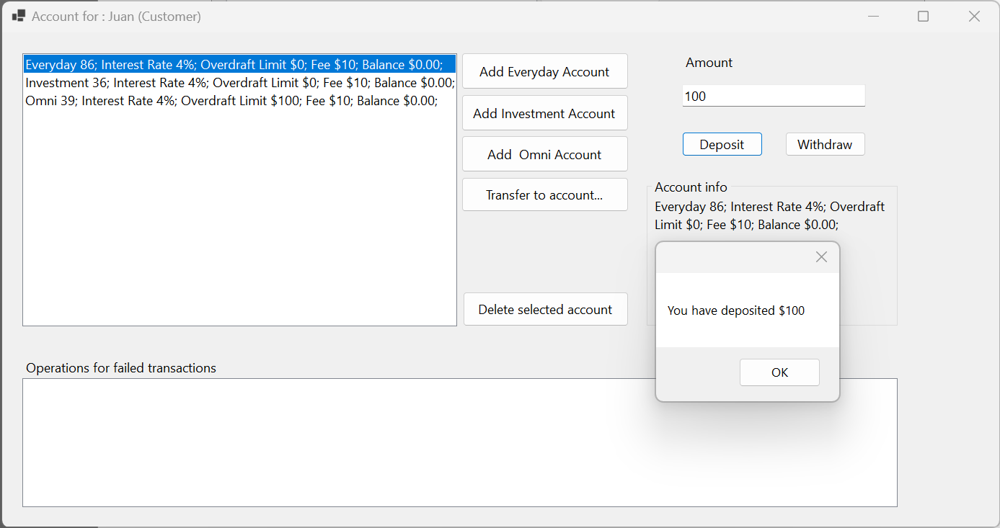 Account for : Juan (Customer)
Everyday 86; Interest Rate 4%; Overdraft Limit $0; Fee $10; Balance $0.00;
Investment 36; Interest Rate 4%; Overdraft Limit $0; Fee $10; Balance $0.00;
Omni 39; Interest Rate 4%; Overdraft Limit $100; Fee $10; Balance $0.00;
Add Everyday Account
Add Investment Account
Add  Omni Account
Transfer to account...
Delete selected account
Amount
100
Deposit
Withdraw
Account info
Everyday 86; Interest Rate 4%; Overdraft
Limit $0; Fee $10; Balance $0.00;
You have deposited $100
OK
Operations for failed transactions